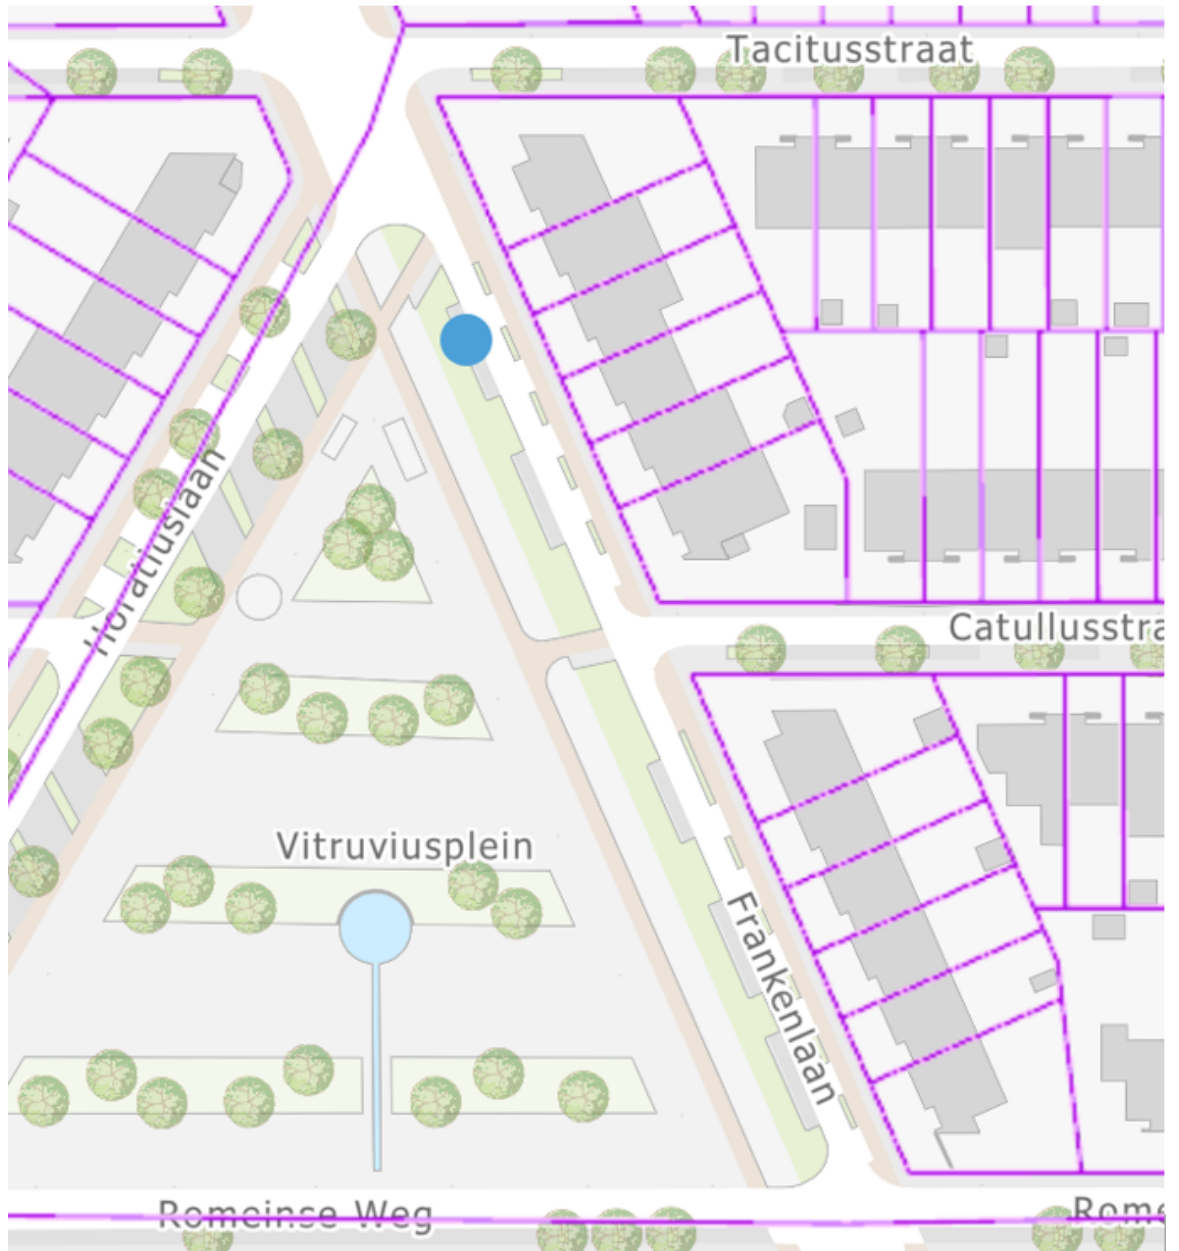 Tacitusstraat
Horatiuslaan
Catullusstra
Vitruviusplein
Frankenlaan
Romeinse Weg
Rome